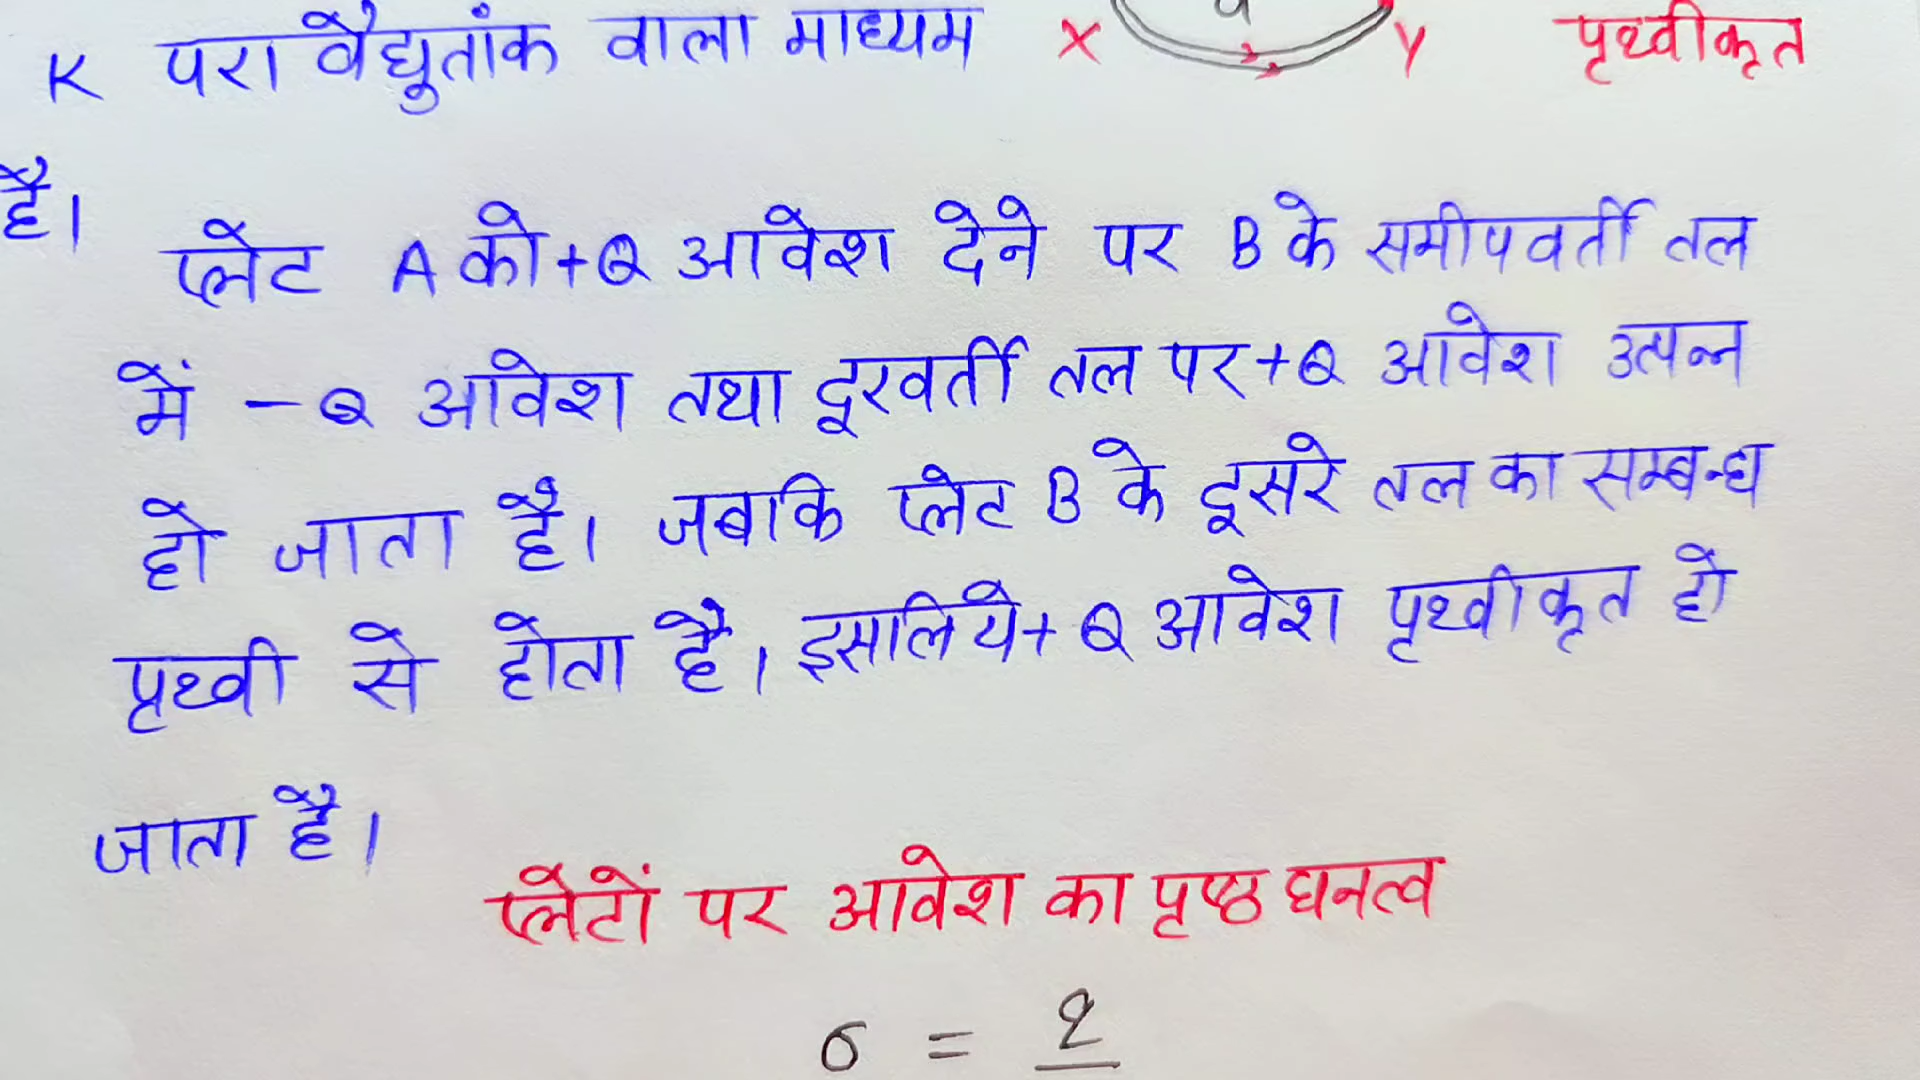 K परावैद्युतांक वाला माध्यम X d Y पृथ्वीकृत
है।
प्लेट A को +Q आवेश देने पर B के समीपवर्ती तल
में -Q आवेश तथा दूरवर्ती तल पर +Q आवेश उत्पन्न
हो जाता है। जबकि प्लेट B के दूसरे तल का सम्बन्ध
पृथ्वी से होता है। इसलिये +Q आवेश पृथ्वीकृत हो
जाता है।
प्लेटों पर आवेश का पृष्ठ घनत्व
σ = Q